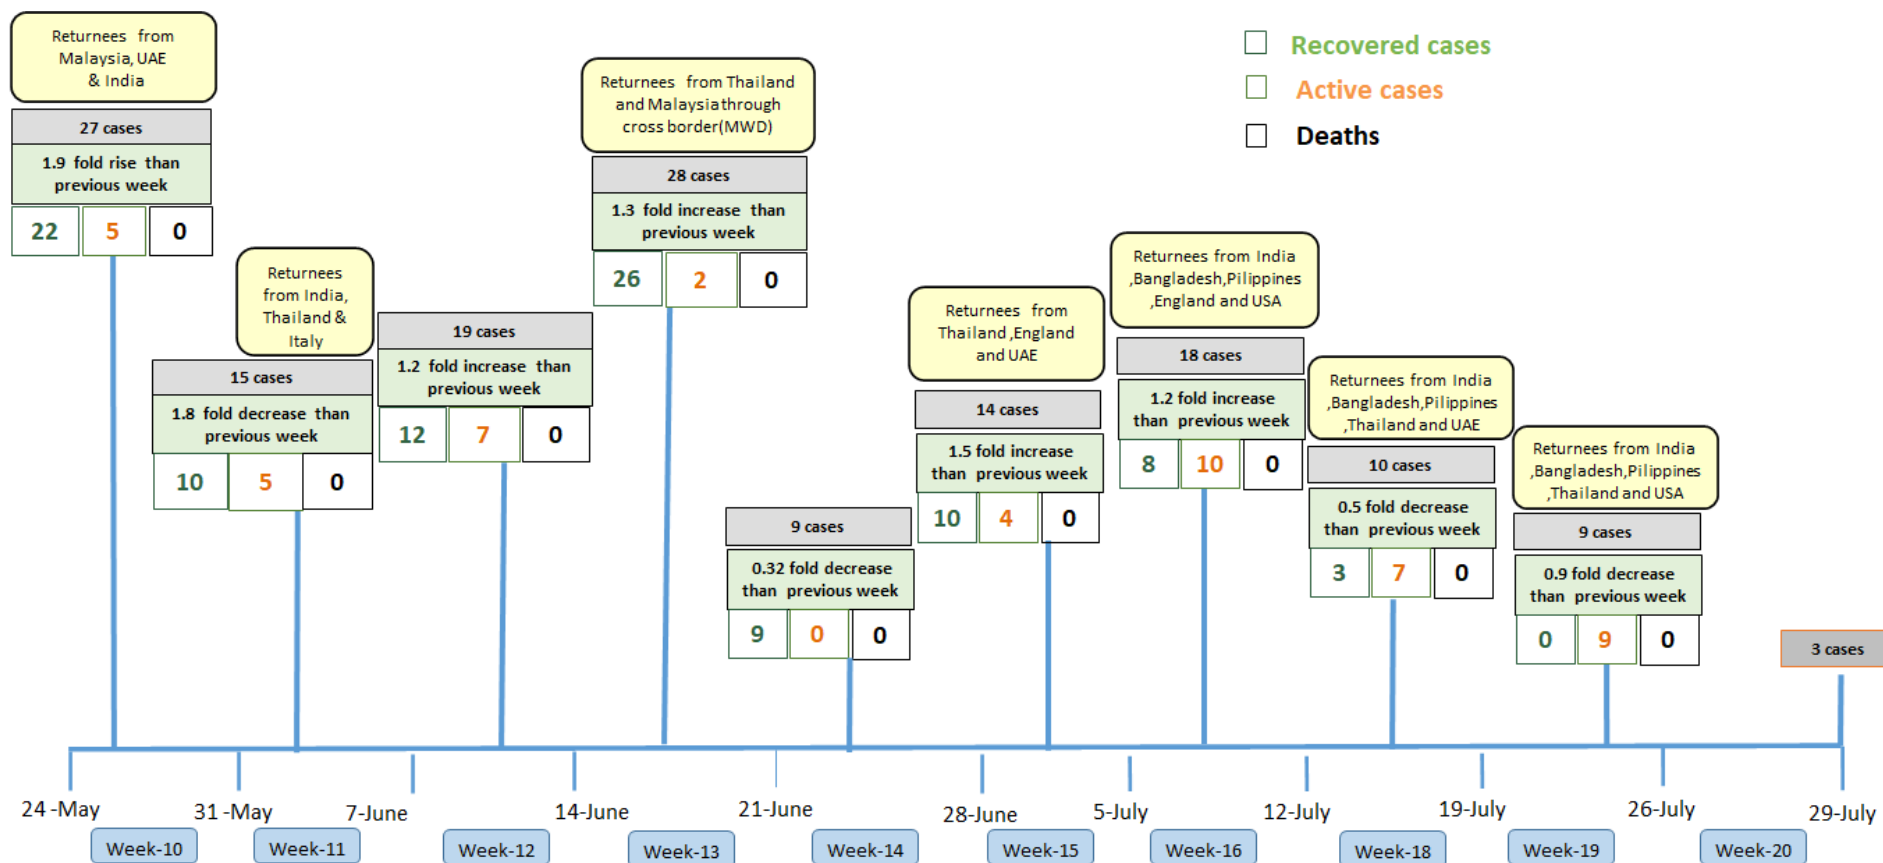 Returnees from
Malaysia, UAE
& India
27 cases
1.9 fold rise than
previous week
22 5 0
Returnees
from India,
Thailand &
Italy
15 cases
1.8 fold decrease than
previous week
10 5 0
19 cases
1.2 fold increase than
previous week
12 7 0
Returnees from Thailand
and Malaysia through
cross border(MWD)
28 cases
1.3 fold increase than
previous week
26 2 0
9 cases
0.32 fold decrease
than previous week
9 0 0
Returnees from
Thailand ,England
and UAE
14 cases
1.5 fold increase
than previous week
10 4 0
Returnees from India
,Bangladesh,Pilippines
,England and USA
18 cases
1.2 fold increase
than previous week
8 10 0
Returnees from India
,Bangladesh,Pilippines
,Thailand and UAE
10 cases
0.5 fold decrease
than previous week
3 7 0
Returnees from India
,Bangladesh,Pilippines
,Thailand and USA
9 cases
0.9 fold decrease
than previous week
0 9 0
3 cases
Recovered cases
Active cases
Deaths
24 -May 31 -May 7-June 14-June 21-June 28-June 5-July 12-July 19-July 26-July 29-July
Week-10 Week-11 Week-12 Week-13 Week-14 Week-15 Week-16 Week-18 Week-19 Week-20